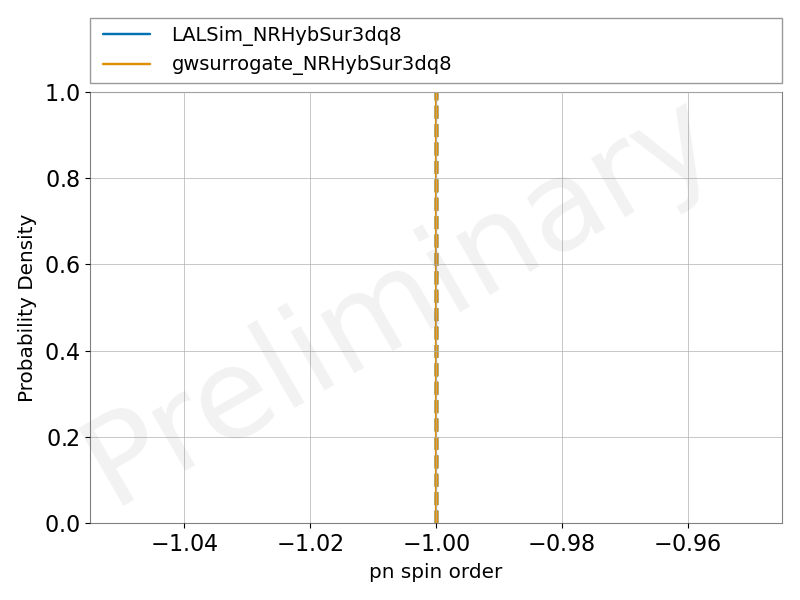 LALSim_NRHybSur3dq8
gwsurrogate_NRHybSur3dq8
1.0
0.8
0.6
0.4
0.2
0.0
Probability Density
Preliminary
−1.04 −1.02 −1.00 −0.98 −0.96
pn spin order